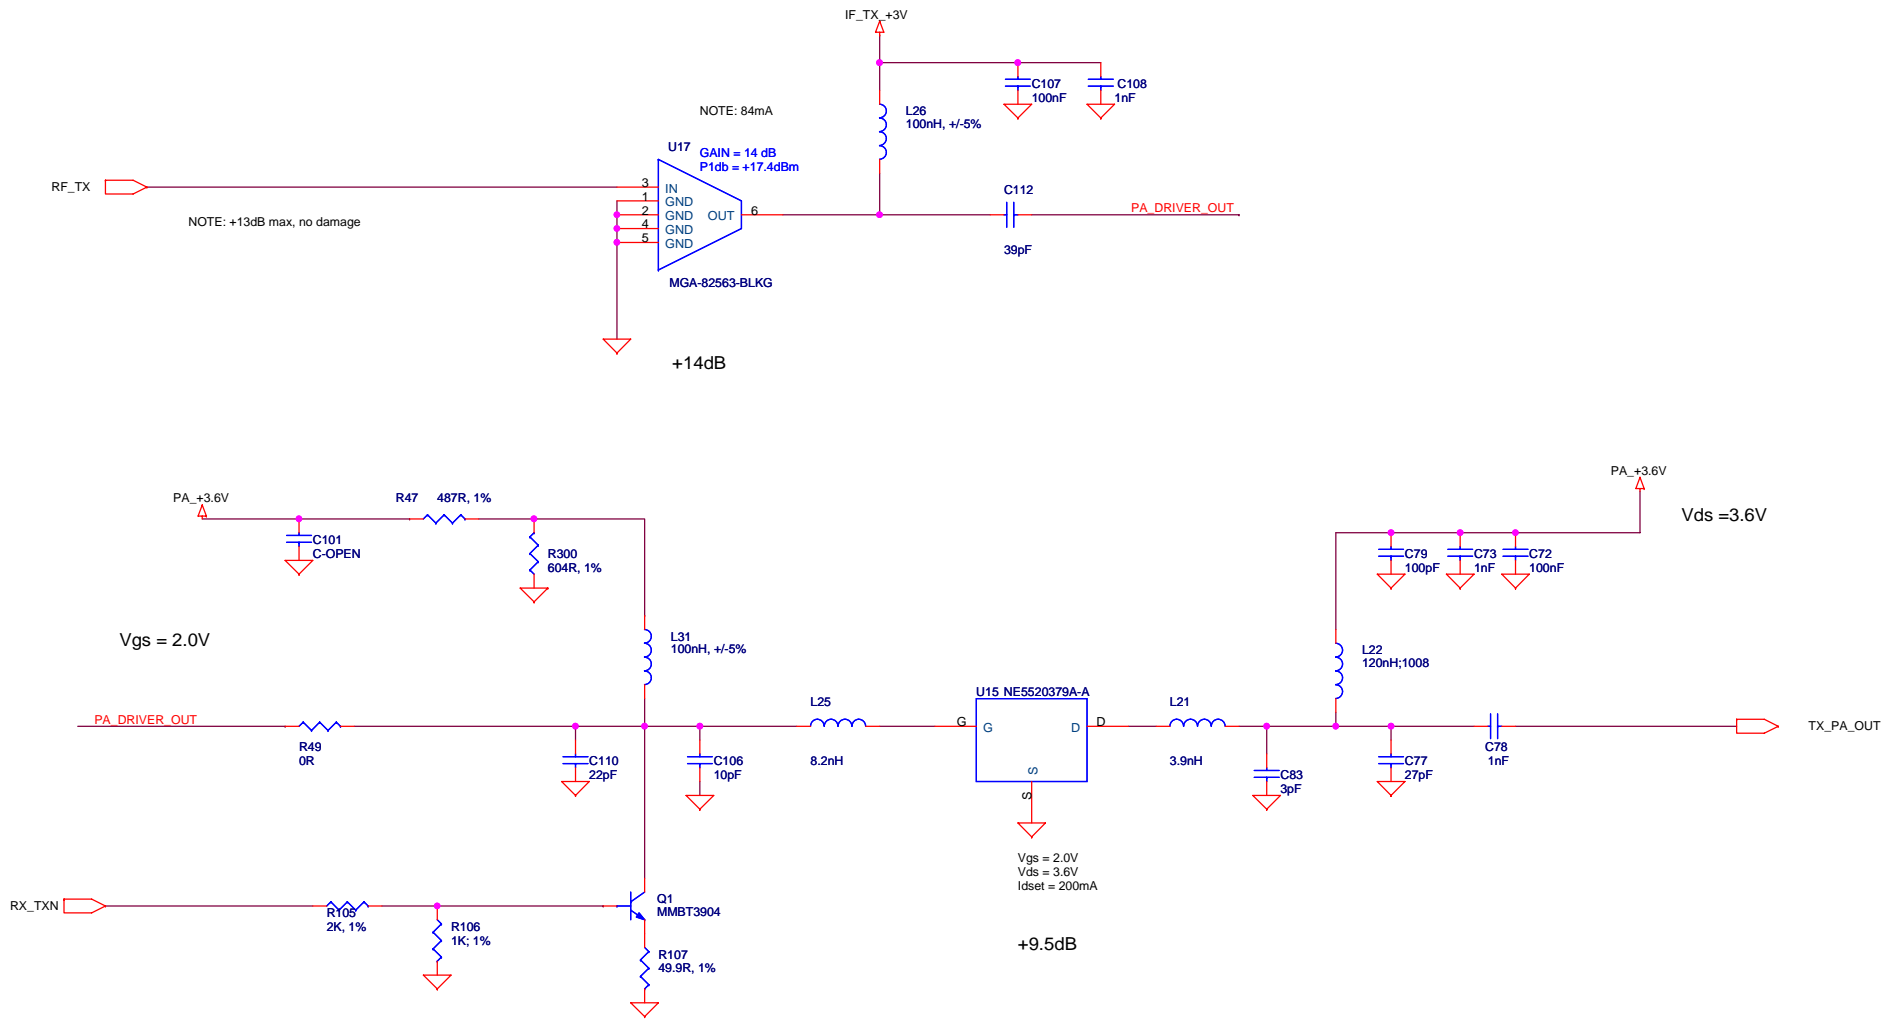 IF_TX_+3V
C107
100nF
C108
1nF
L26
100nH, +/-5%
NOTE: 84mA
U17
GAIN = 14 dB
P1db = +17.4dBm
RF_TX
NOTE: +13dB max, no damage
3
1
2
4
5
IN
GND
GND
GND
GND
OUT
6
C112
39pF
PA_DRIVER_OUT
MGA-82563-BLKG
+14dB
PA_+3.6V
R47 487R, 1%
C101
C-OPEN
R300
604R, 1%
PA_+3.6V
Vds =3.6V
C79
100pF
C73
1nF
C72
100nF
Vgs = 2.0V
L31
100nH, +/-5%
L22
120nH;1008
PA_DRIVER_OUT
R49
0R
C110
22pF
C106
10pF
L25
8.2nH
U15 NE5520379A-A
G
G
D
D
S
S
L21
3.9nH
C83
3pF
C77
27pF
C78
1nF
TX_PA_OUT
Vgs = 2.0V
Vds = 3.6V
Idset = 200mA
+9.5dB
RX_TXN
R105
2K, 1%
R106
1K; 1%
Q1
MMBT3904
R107
49.9R, 1%